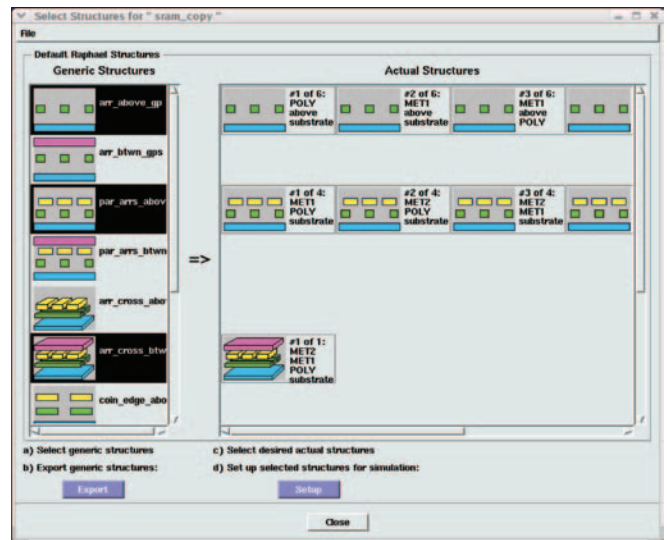 Select Structures for " sram_copy "
File
Default Raphael Structures
Generic Structures
Actual Structures
arr_above_gp
arr_btwn_gps
par_arrs_abov
par_arrs_btwn
arr_cross_abo
arr_cross_btw
coin_edge_abo
=>
#1 of 6:
POLY
above
substrate
#2 of 6:
MET1
above
substrate
#3 of 6:
MET1
above
POLY
#1 of 4:
MET1
POLY
substrate
#2 of 4:
MET2
POLY
substrate
#3 of 4:
MET2
MET1
substrate
#1 of 1:
MET2
MET1
POLY
substrate
a) Select generic structures
b) Export generic structures:
Export
c) Select desired actual structures
d) Set up selected structures for simulation:
Setup
Close